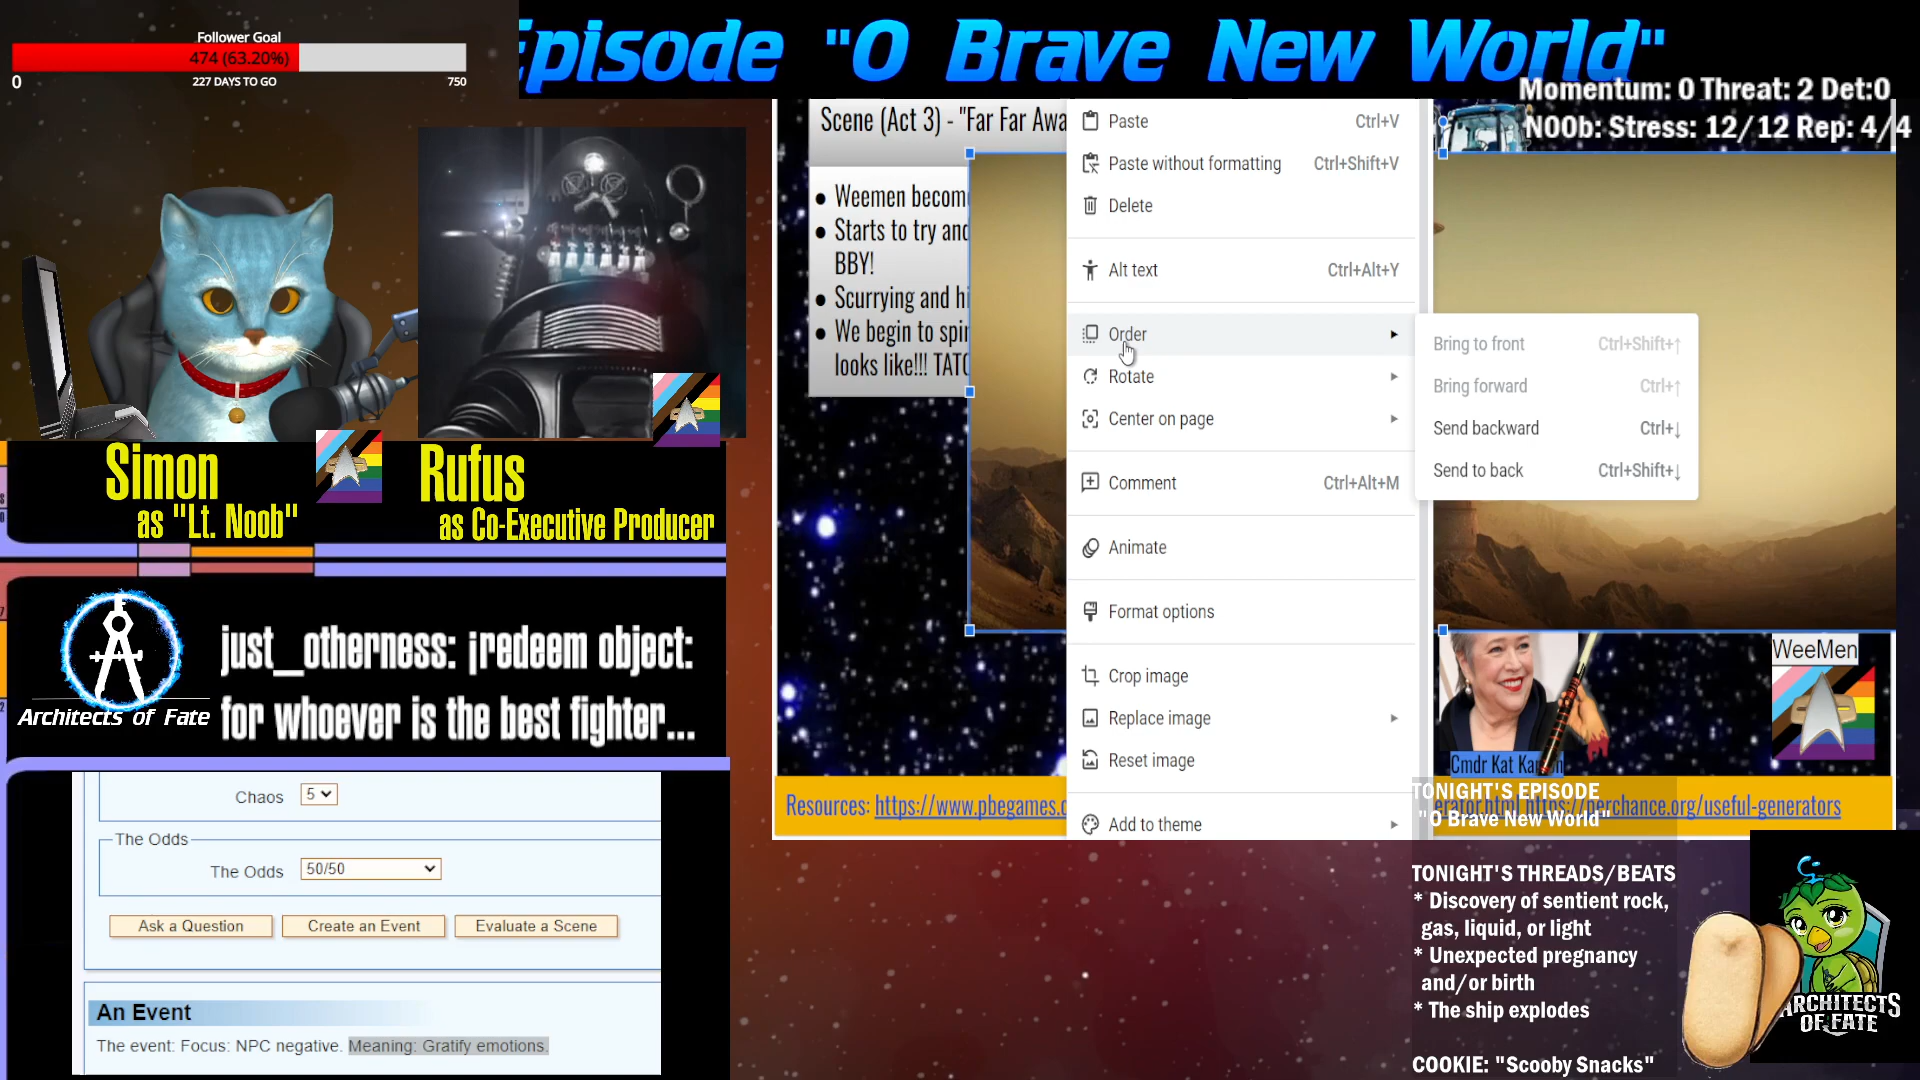 Follower Goal
474 (63.20%)
0
227 DAYS TO GO
750
Episode "O Brave New World"
Momentum: 0 Threat: 2 Det:0
N00b: Stress: 12/12 Rep: 4/4
Scene (Act 3) - "Far Far Awa
● Weemen becom
● Starts to try and
BBY!
● Scurrying and hi
● We begin to spin
looks like!!! TATO
Paste Ctrl+V
Paste without formatting Ctrl+Shift+V
Delete
Alt text Ctrl+Alt+Y
Order
Rotate
Center on page
Comment Ctrl+Alt+M
Animate
Format options
Crop image
Replace image
Reset image
Add to theme
Bring to front Ctrl+Shift+↑
Bring forward Ctrl+↑
Send backward Ctrl+↓
Send to back Ctrl+Shift+↓
Simon
as "Lt. Noob"
Rufus
as Co-Executive Producer
Architects of Fate
just_otherness: ¡redeem object:
for whoever is the best fighter...
Chaos 5
The Odds
The Odds 50/50
Ask a Question
Create an Event
Evaluate a Scene
An Event
The event: Focus: NPC negative. Meaning: Gratify emotions.
WeeMen
Cmdr Kat
Resources: https://www.pbegames.c
erator.html https://perchance.org/useful-generators
TONIGHT'S EPISODE
"O Brave New World"
TONIGHT'S THREADS/BEATS
* Discovery of sentient rock,
gas, liquid, or light
* Unexpected pregnancy
and/or birth
* The ship explodes
COOKIE: "Scooby Snacks"
ARCHITECTS
OF FATE